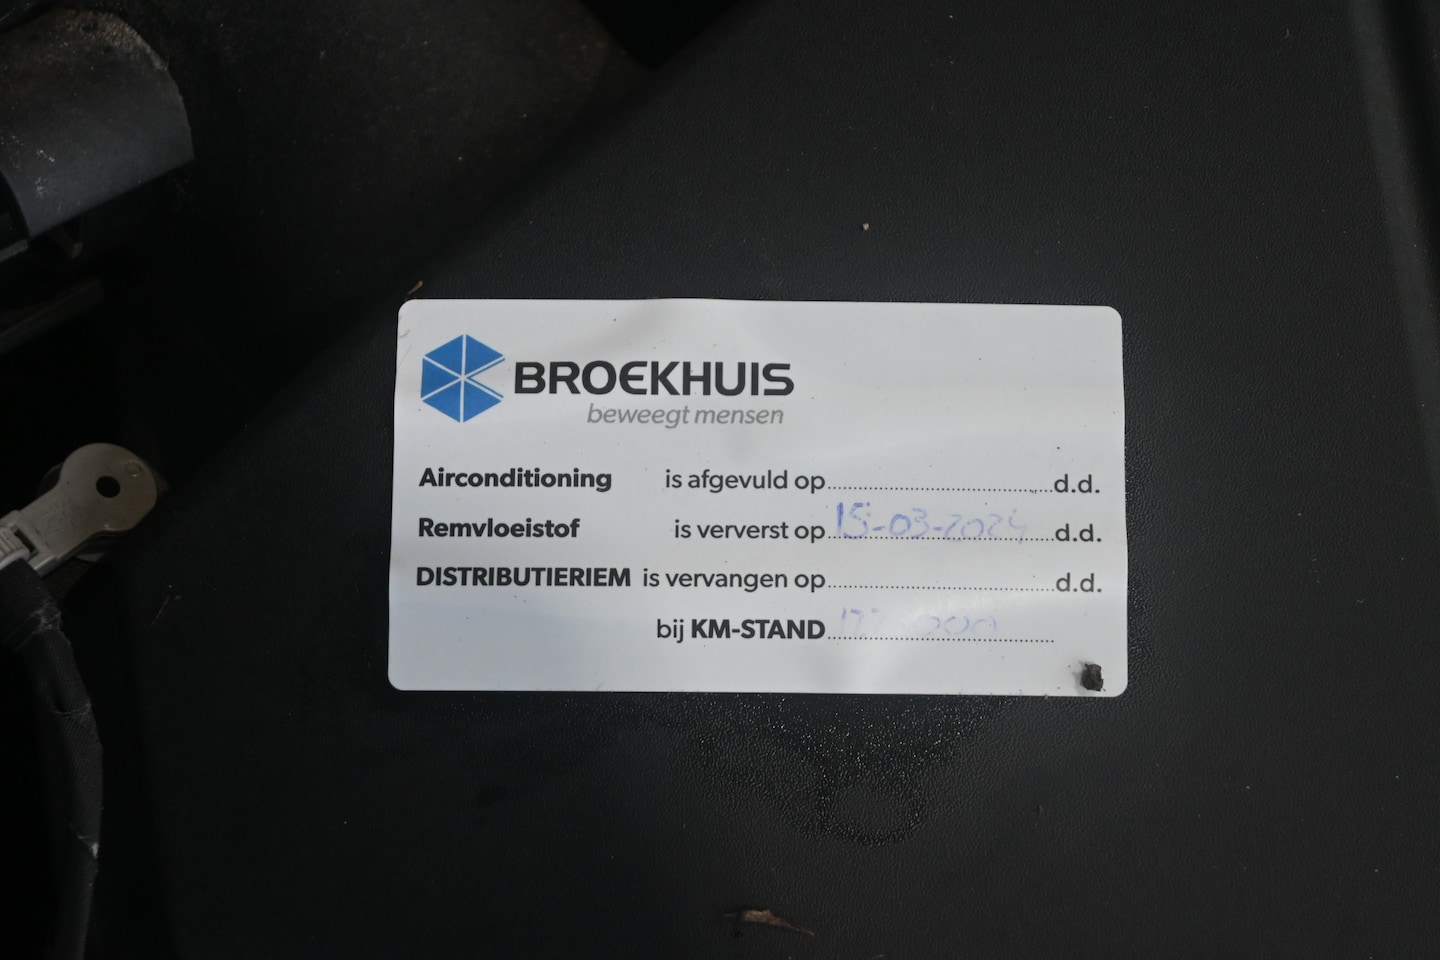 BROEKHUIS
beweegt mensen
Airconditioning is afgevuld op........................................d.d.
Remvloeistof is ververst op 15-03-2024 d.d.
DISTRIBUTIERIEM is vervangen op........................................d.d.
bij KM-STAND